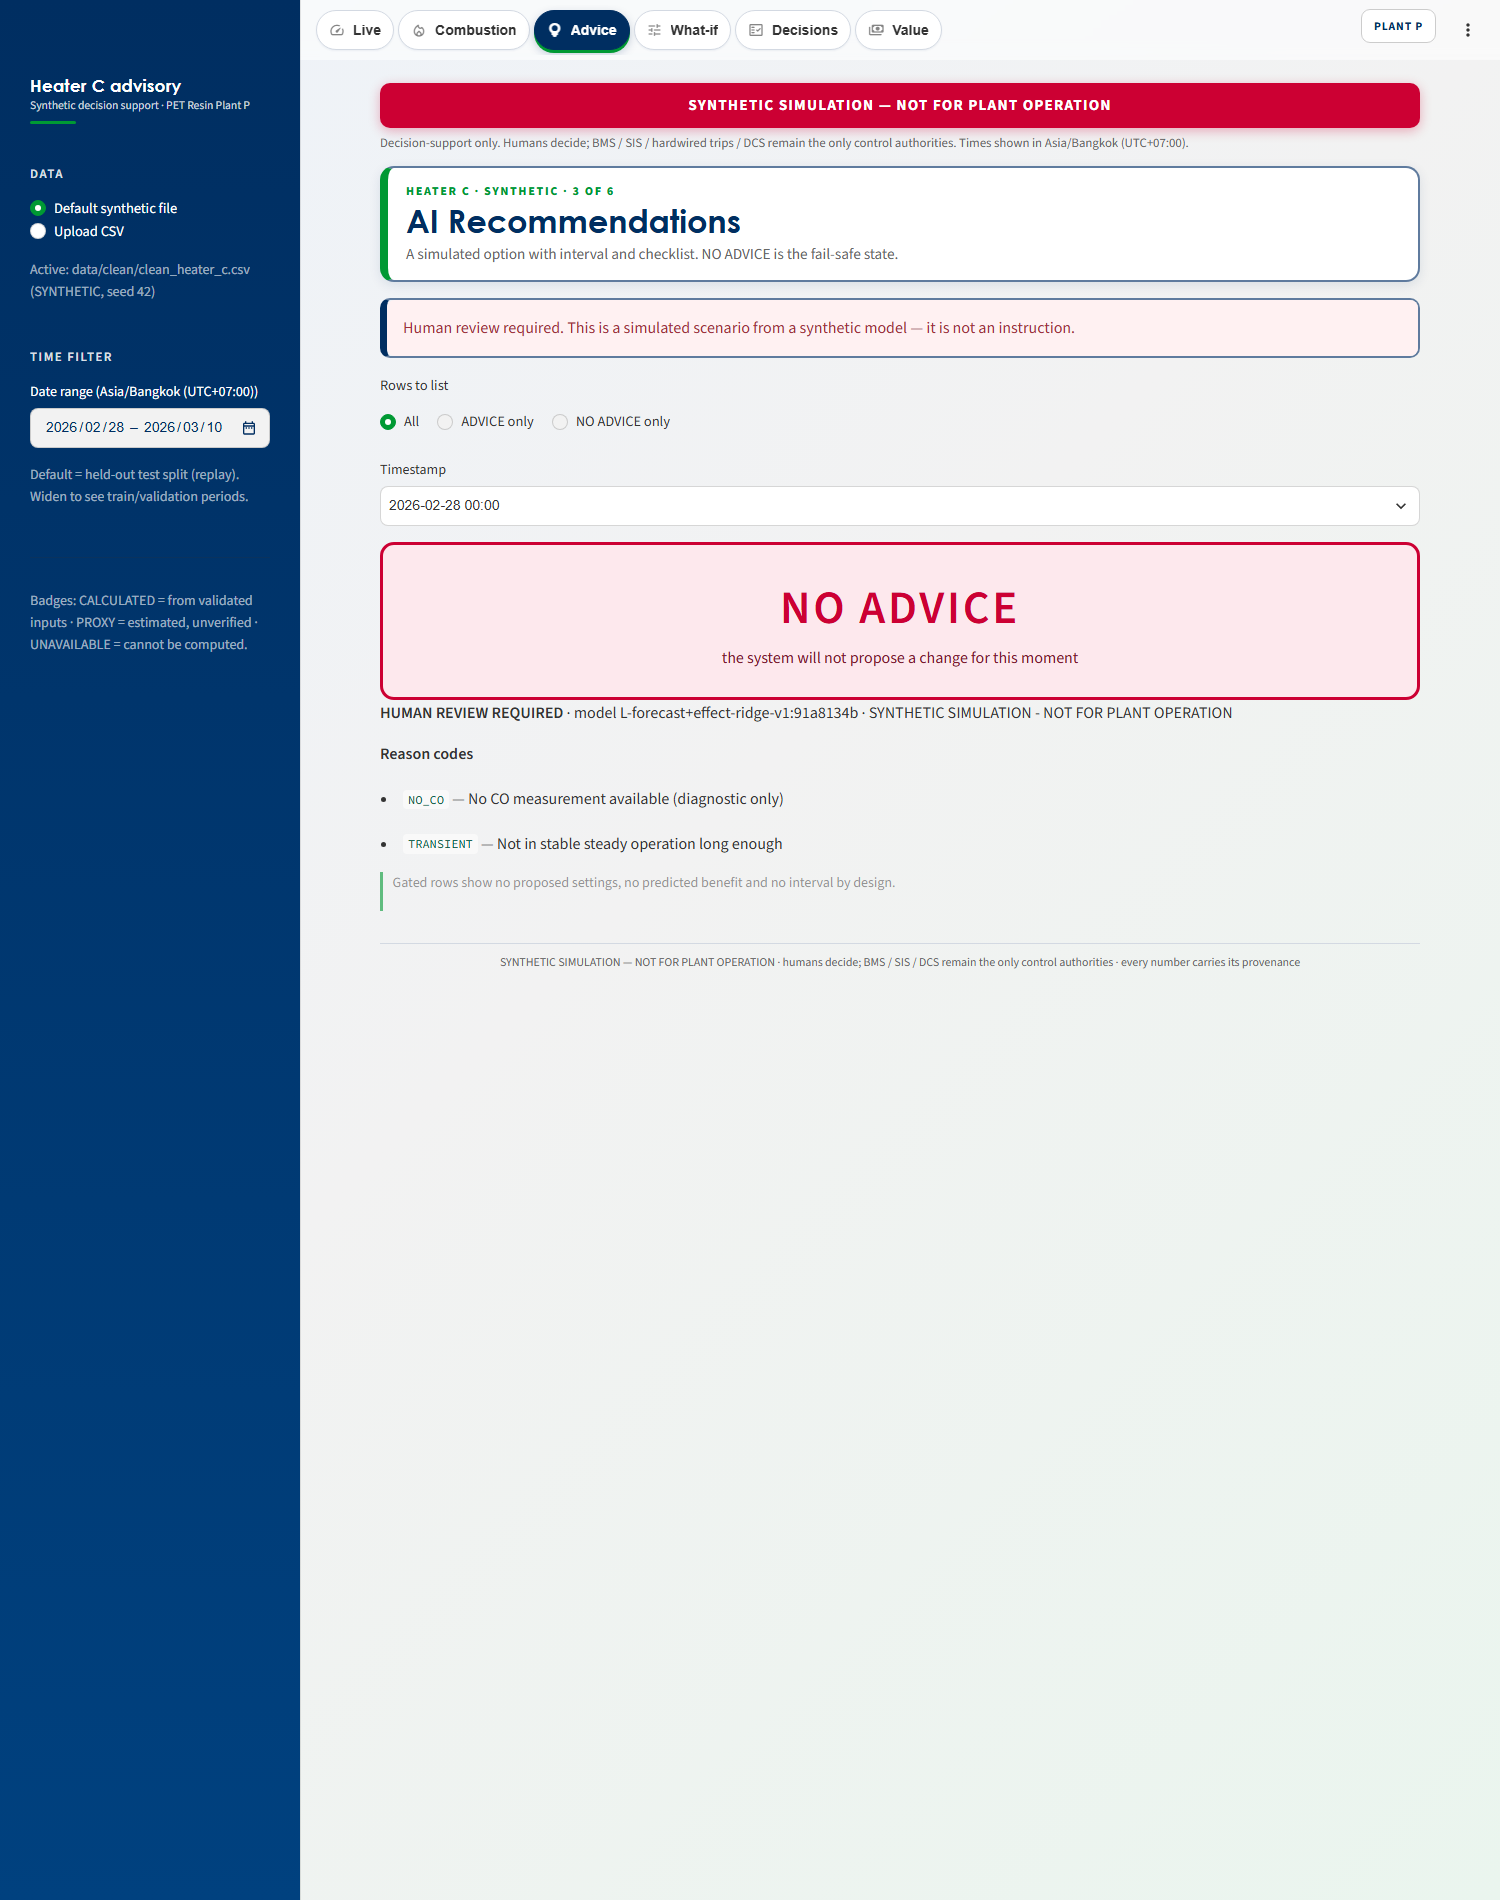 Live
Combustion
Advice
What-if
Decisions
Value
PLANT P
Heater C advisory
Synthetic decision support · PET Resin Plant P
DATA
Default synthetic file
Upload CSV
Active: data/clean/clean_heater_c.csv
(SYNTHETIC, seed 42)
TIME FILTER
Date range (Asia/Bangkok (UTC+07:00))
2026/02/28 – 2026/03/10
Default = held-out test split (replay).
Widen to see train/validation periods.
Badges: CALCULATED = from validated
inputs · PROXY = estimated, unverified ·
UNAVAILABLE = cannot be computed.
SYNTHETIC SIMULATION — NOT FOR PLANT OPERATION
Decision-support only. Humans decide; BMS / SIS / hardwired trips / DCS remain the only control authorities. Times shown in Asia/Bangkok (UTC+07:00).
HEATER C · SYNTHETIC · 3 OF 6
AI Recommendations
A simulated option with interval and checklist. NO ADVICE is the fail-safe state.
Human review required. This is a simulated scenario from a synthetic model — it is not an instruction.
Rows to list
All
ADVICE only
NO ADVICE only
Timestamp
2026-02-28 00:00
NO ADVICE
the system will not propose a change for this moment
HUMAN REVIEW REQUIRED · model L-forecast+effect-ridge-v1:91a8134b · SYNTHETIC SIMULATION - NOT FOR PLANT OPERATION
Reason codes
• NO_CO — No CO measurement available (diagnostic only)
• TRANSIENT — Not in stable steady operation long enough
Gated rows show no proposed settings, no predicted benefit and no interval by design.
SYNTHETIC SIMULATION — NOT FOR PLANT OPERATION · humans decide; BMS / SIS / DCS remain the only control authorities · every number carries its provenance